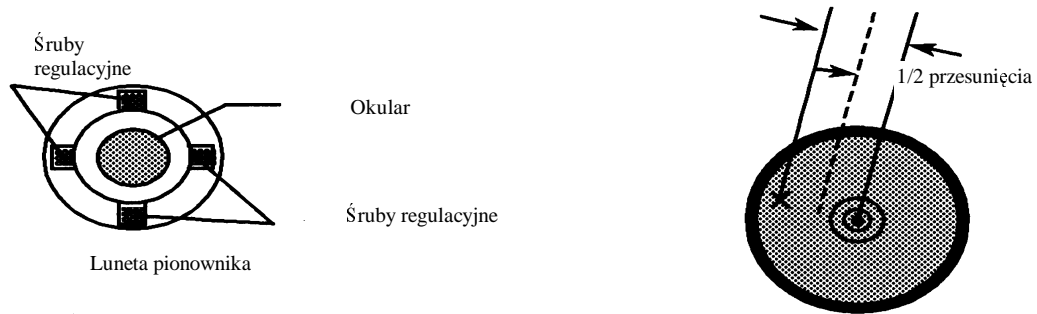 Śruby
regulacyjne
Okular
1/2 przesunięcia
Śruby regulacyjne
Luneta pionownika